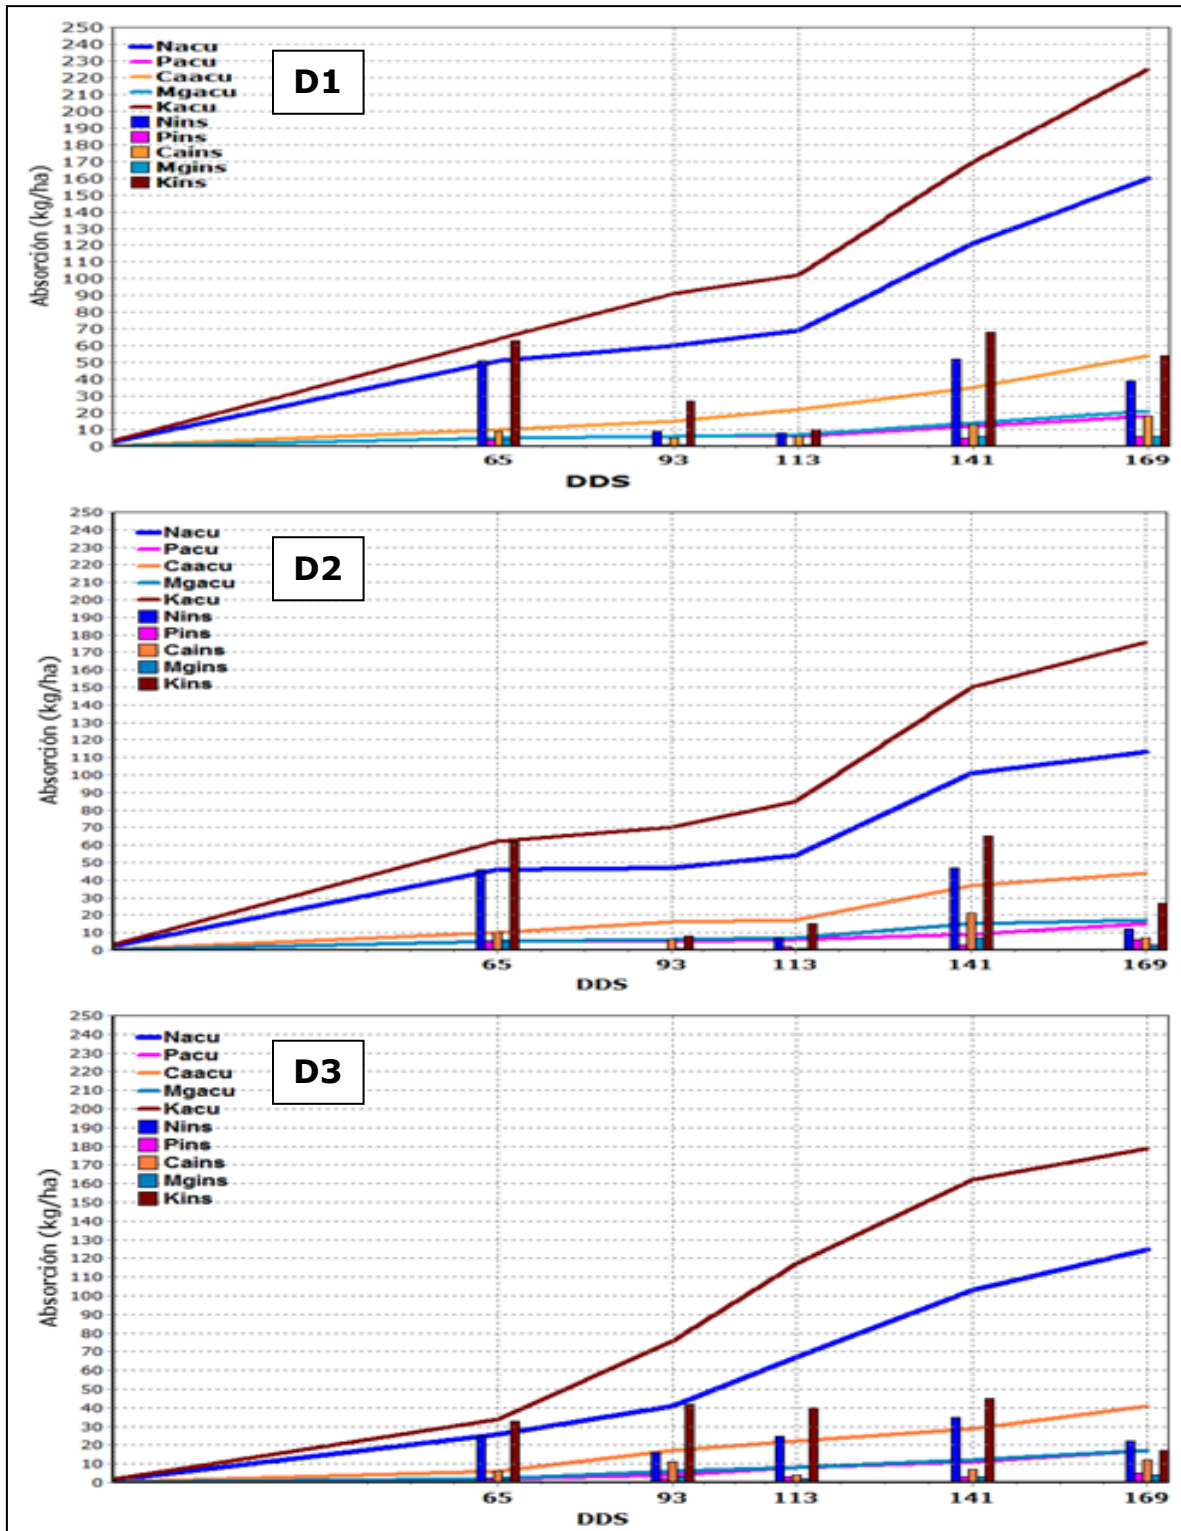 D1
Absorción (kg/ha)
250
240
230
220
210
200
190
180
170
160
150
140
130
120
110
100
90
80
70
60
50
40
30
20
10
0
Nacu
Pacu
Caacu
Mgacu
Kacu
Nins
Pins
Cains
Mgins
Kins
65 93 113 141 169
DDS
D2
Absorción (kg/ha)
250
240
230
220
210
200
190
180
170
160
150
140
130
120
110
100
90
80
70
60
50
40
30
20
10
0
Nacu
Pacu
Caacu
Mgacu
Kacu
Nins
Pins
Cains
Mgins
Kins
65 93 113 141 169
DDS
D3
Absorción (kg/ha)
250
240
230
220
210
200
190
180
170
160
150
140
130
120
110
100
90
80
70
60
50
40
30
20
10
0
Nacu
Pacu
Caacu
Mgacu
Kacu
Nins
Pins
Cains
Mgins
Kins
65 93 113 141 169
DDS